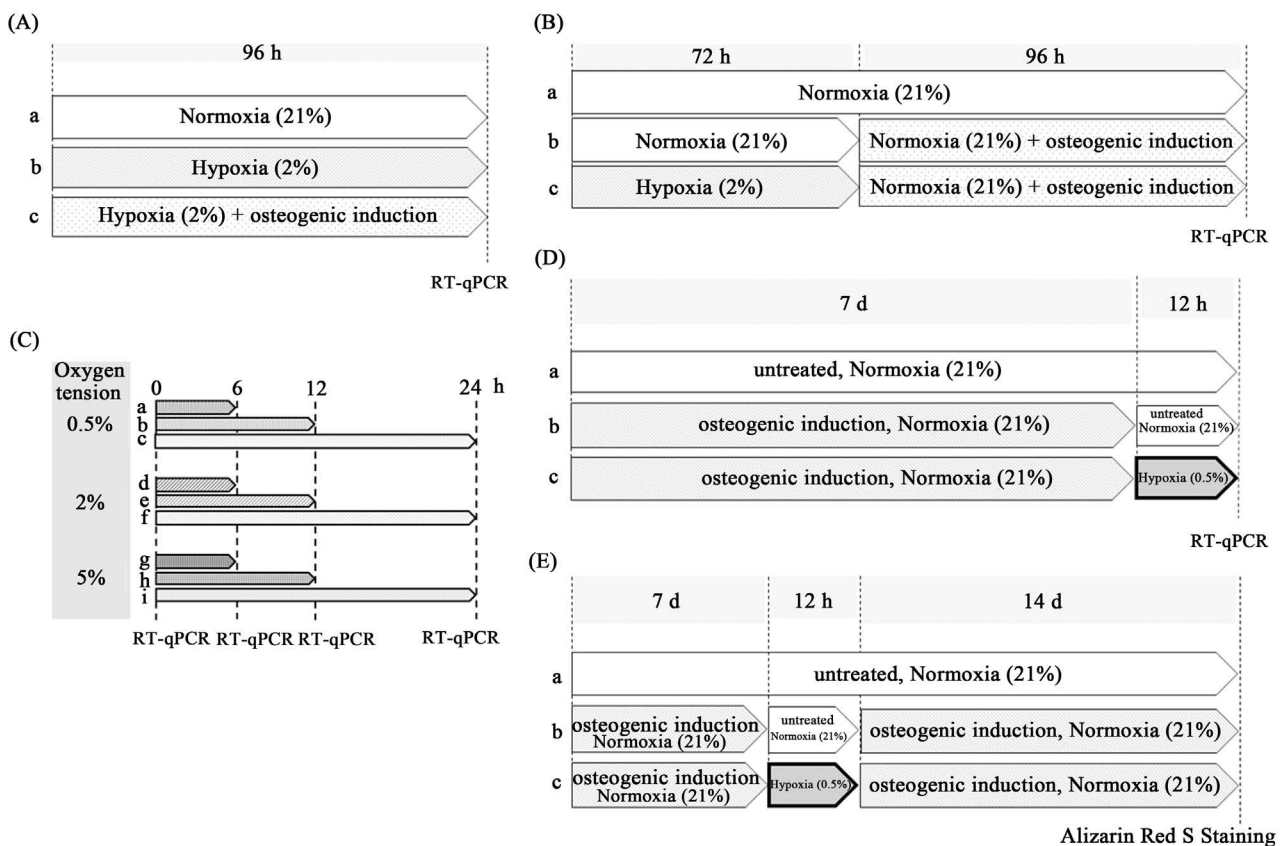 (A)
96 h
a
Normoxia (21%)
b
Hypoxia (2%)
c
Hypoxia (2%) + osteogenic induction
RT-qPCR
(B)
72 h
96 h
a
Normoxia (21%)
b
Normoxia (21%)
Normoxia (21%) + osteogenic induction
c
Hypoxia (2%)
Normoxia (21%) + osteogenic induction
RT-qPCR
(C)
Oxygen
tension
0 6 12 24 h
0.5%
a
b
c
2%
d
e
f
5%
g
h
i
RT-qPCR RT-qPCR RT-qPCR RT-qPCR
(D)
7 d
12 h
a
untreated, Normoxia (21%)
b
osteogenic induction, Normoxia (21%)
untreated
Normoxia (21%)
c
osteogenic induction, Normoxia (21%)
Hypoxia (0.5%)
RT-qPCR
(E)
7 d
12 h
14 d
a
untreated, Normoxia (21%)
b
osteogenic induction
Normoxia (21%)
untreated
Normoxia (21%)
osteogenic induction, Normoxia (21%)
c
osteogenic induction
Normoxia (21%)
Hypoxia (0.5%)
osteogenic induction, Normoxia (21%)
Alizarin Red S Staining